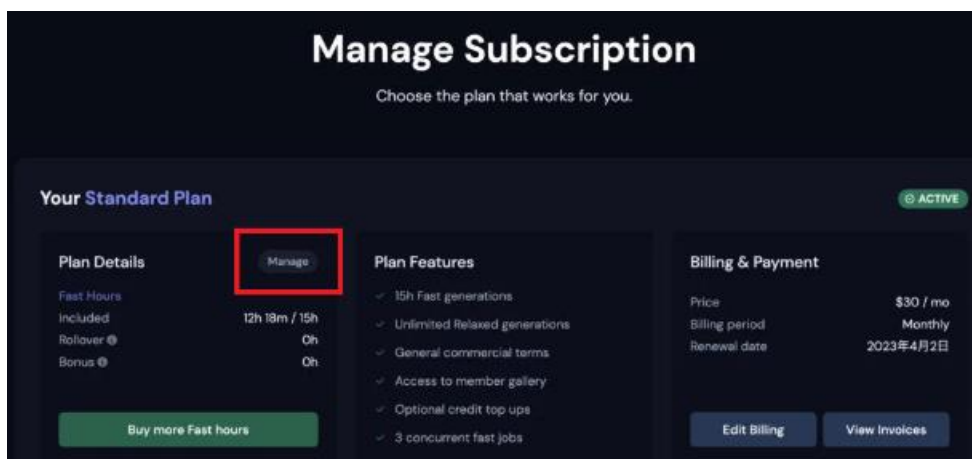 Manage Subscription
Choose the plan that works for you.
Your Standard Plan
ACTIVE
Plan Details
Manage
Fast Hours
Included 12h 18m / 15h
Rollover 0h
Bonus 0h
Buy more Fast hours
Plan Features
15h Fast generations
Unlimited Relaxed generations
General commercial terms
Access to member gallery
Optional credit top ups
3 concurrent fast jobs
Billing & Payment
Price $30 / mo
Billing period Monthly
Renewal date 2023年4月2日
Edit Billing
View Invoices